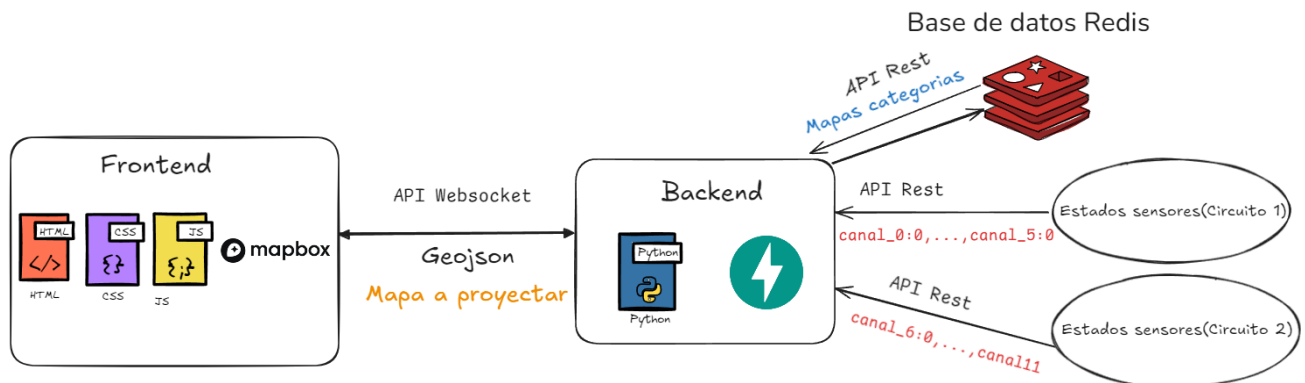 Base de datos Redis
API Rest
Mapas categorias
Frontend
HTML
</>
HTML
CSS
{}
CSS
JS
{;}
JS
mapbox
API Websocket
Geojson
Mapa a proyectar
Backend
Python
Python
API Rest
canal_0:0,...,canal_5:0
Estados sensores(Circuito 1)
API Rest
canal_6:0,...,canal11
Estados sensores(Circuito 2)